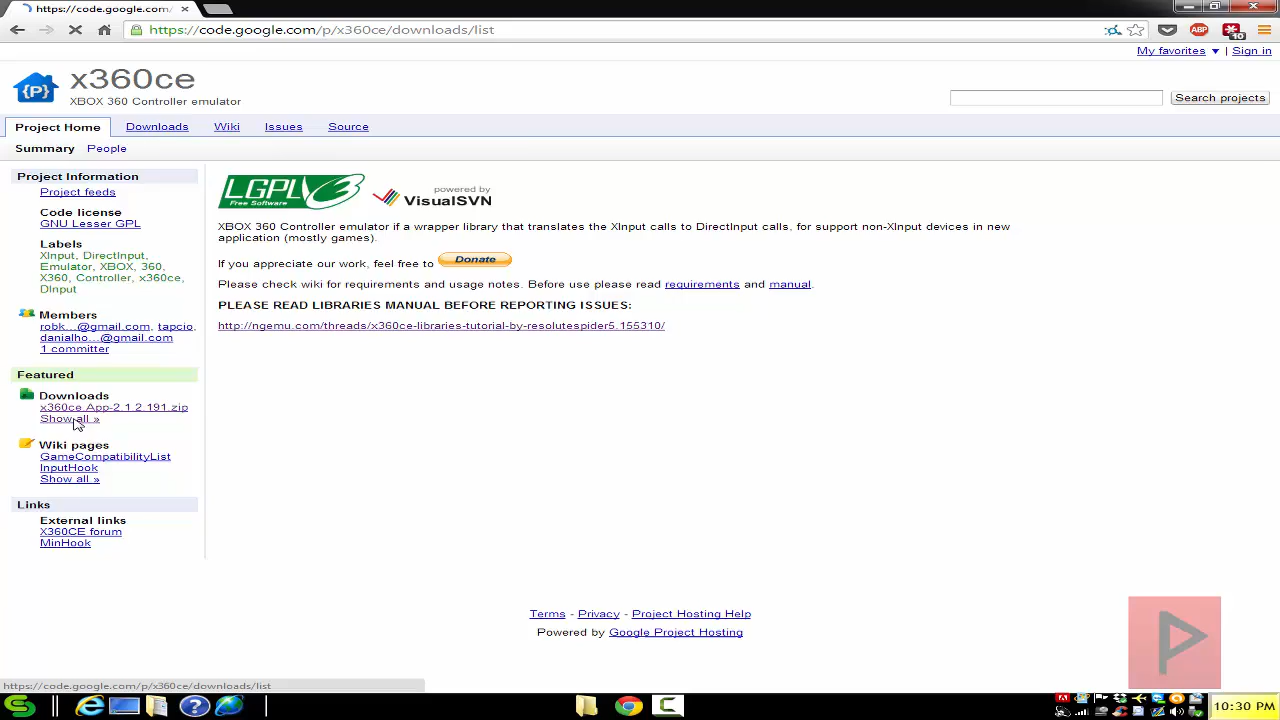 https://code.google.com/p/
https://code.google.com/p/x360ce/downloads/list
ABP
10
My favorites ▼ | Sign in
{P}
x360ce
XBOX 360 Controller emulator
Search projects
Project Home Downloads Wiki Issues Source
Summary People
Project Information
Project feeds
Code license
GNU Lesser GPL
Labels
XInput, DirectInput,
Emulator, XBOX, 360,
X360, Controller, x360ce,
DInput
Members
robk...@gmail.com, tapcio,
danialho...@gmail.com
1 committer
Featured
Downloads
x360ce.App-2.1.2.191.zip
Show all »
Wiki pages
GameCompatibilityList
InputHook
Show all »
Links
External links
X360CE forum
MinHook
LGPL v3
Free Software
powered by
VisualSVN
XBOX 360 Controller emulator if a wrapper library that translates the XInput calls to DirectInput calls, for support non-XInput devices in new
application (mostly games).
If you appreciate our work, feel free to Donate
Please check wiki for requirements and usage notes. Before use please read requirements and manual.
PLEASE READ LIBRARIES MANUAL BEFORE REPORTING ISSUES:
http://ngemu.com/threads/x360ce-libraries-tutorial-by-resolutespider5.155310/
Terms - Privacy - Project Hosting Help
Powered by Google Project Hosting
P
https://code.google.com/p/x360ce/downloads/list
10:30 PM